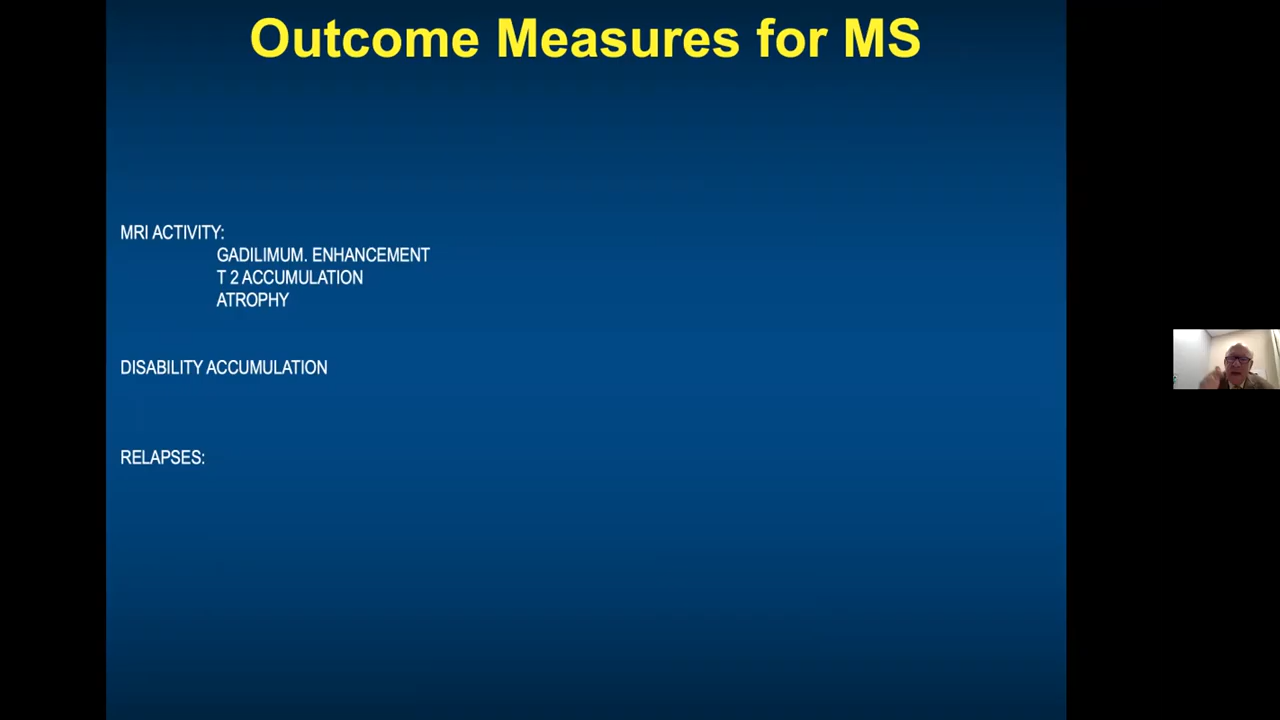 Outcome Measures for MS
MRI ACTIVITY:
GADILIMUM. ENHANCEMENT
T 2 ACCUMULATION
ATROPHY
DISABILITY ACCUMULATION
RELAPSES: